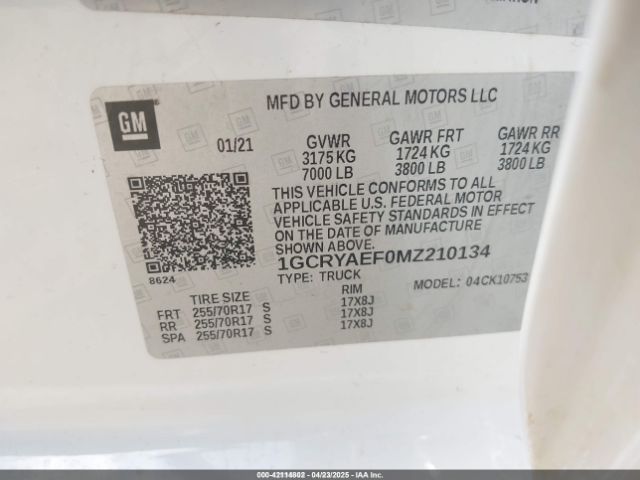 GM
MFD BY GENERAL MOTORS LLC
01/21
GVWR GAWR FRT GAWR RR
3175 KG 1724 KG 1724 KG
7000 LB 3800 LB 3800 LB
THIS VEHICLE CONFORMS TO ALL
APPLICABLE U.S. FEDERAL MOTOR
VEHICLE SAFETY STANDARDS IN EFFECT
ON THE DATE OF MANUFACTURE
SHOWN ABOVE.
8624
1GCRYAEF0MZ210134
TYPE: TRUCK MODEL: 04CK10753
TIRE SIZE RIM
FRT 255/70R17 S 17X8J
RR 255/70R17 S 17X8J
SPA 255/70R17 S 17X8J
000-42114802 - 04/23/2025 - IAAI.COM